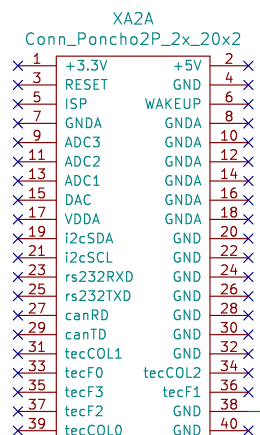 XA2A
Conn_Poncho2P_2x_20x2
1 +3.3V +5V 2
3 RESET GND 4
5 ISP WAKEUP 6
7 GNDA GNDA 8
9 ADC3 GNDA 10
11 ADC2 GNDA 12
13 ADC1 GNDA 14
15 DAC GNDA 16
17 VDDA GNDA 18
19 i2cSDA GND 20
21 i2cSCL GND 22
23 rs232RXD GND 24
25 rs232TXD GND 26
27 canRD GND 28
29 canTD GND 30
31 tecCOL1 GND 32
33 tecF0 tecCOL2 34
35 tecF3 tecF1 36
37 tecF2 GND 38
39 tecCOL0 GND 40